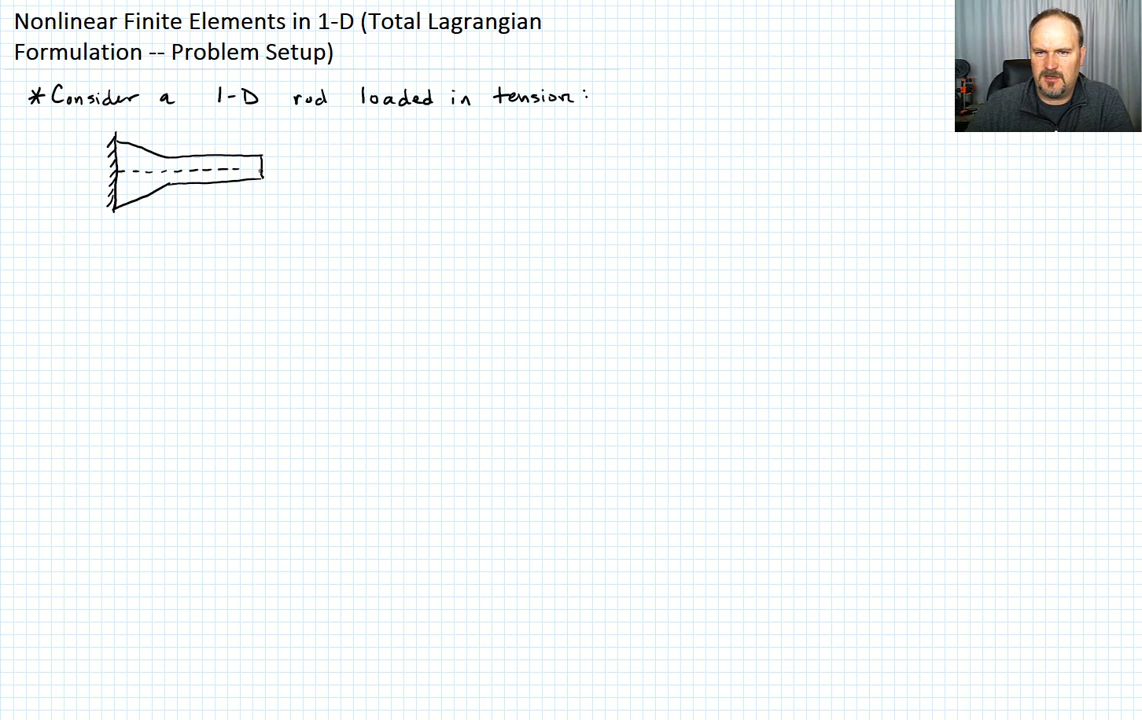 Nonlinear Finite Elements in 1-D (Total Lagrangian
Formulation -- Problem Setup)
*Consider a 1-D rod loaded in tension: